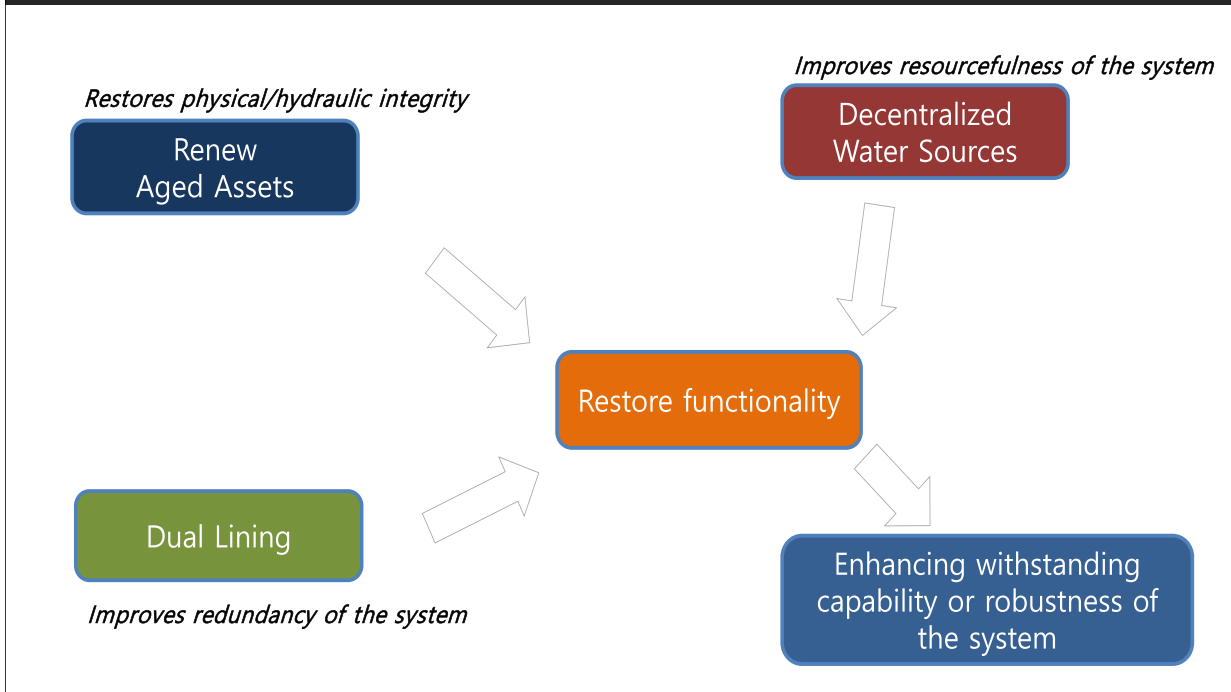 Improves resourcefulness of the system
Restores physical/hydraulic integrity
Decentralized
Water Sources
Renew
Aged Assets
Restore functionality
Dual Lining
Enhancing withstanding
capability or robustness of
the system
Improves redundancy of the system